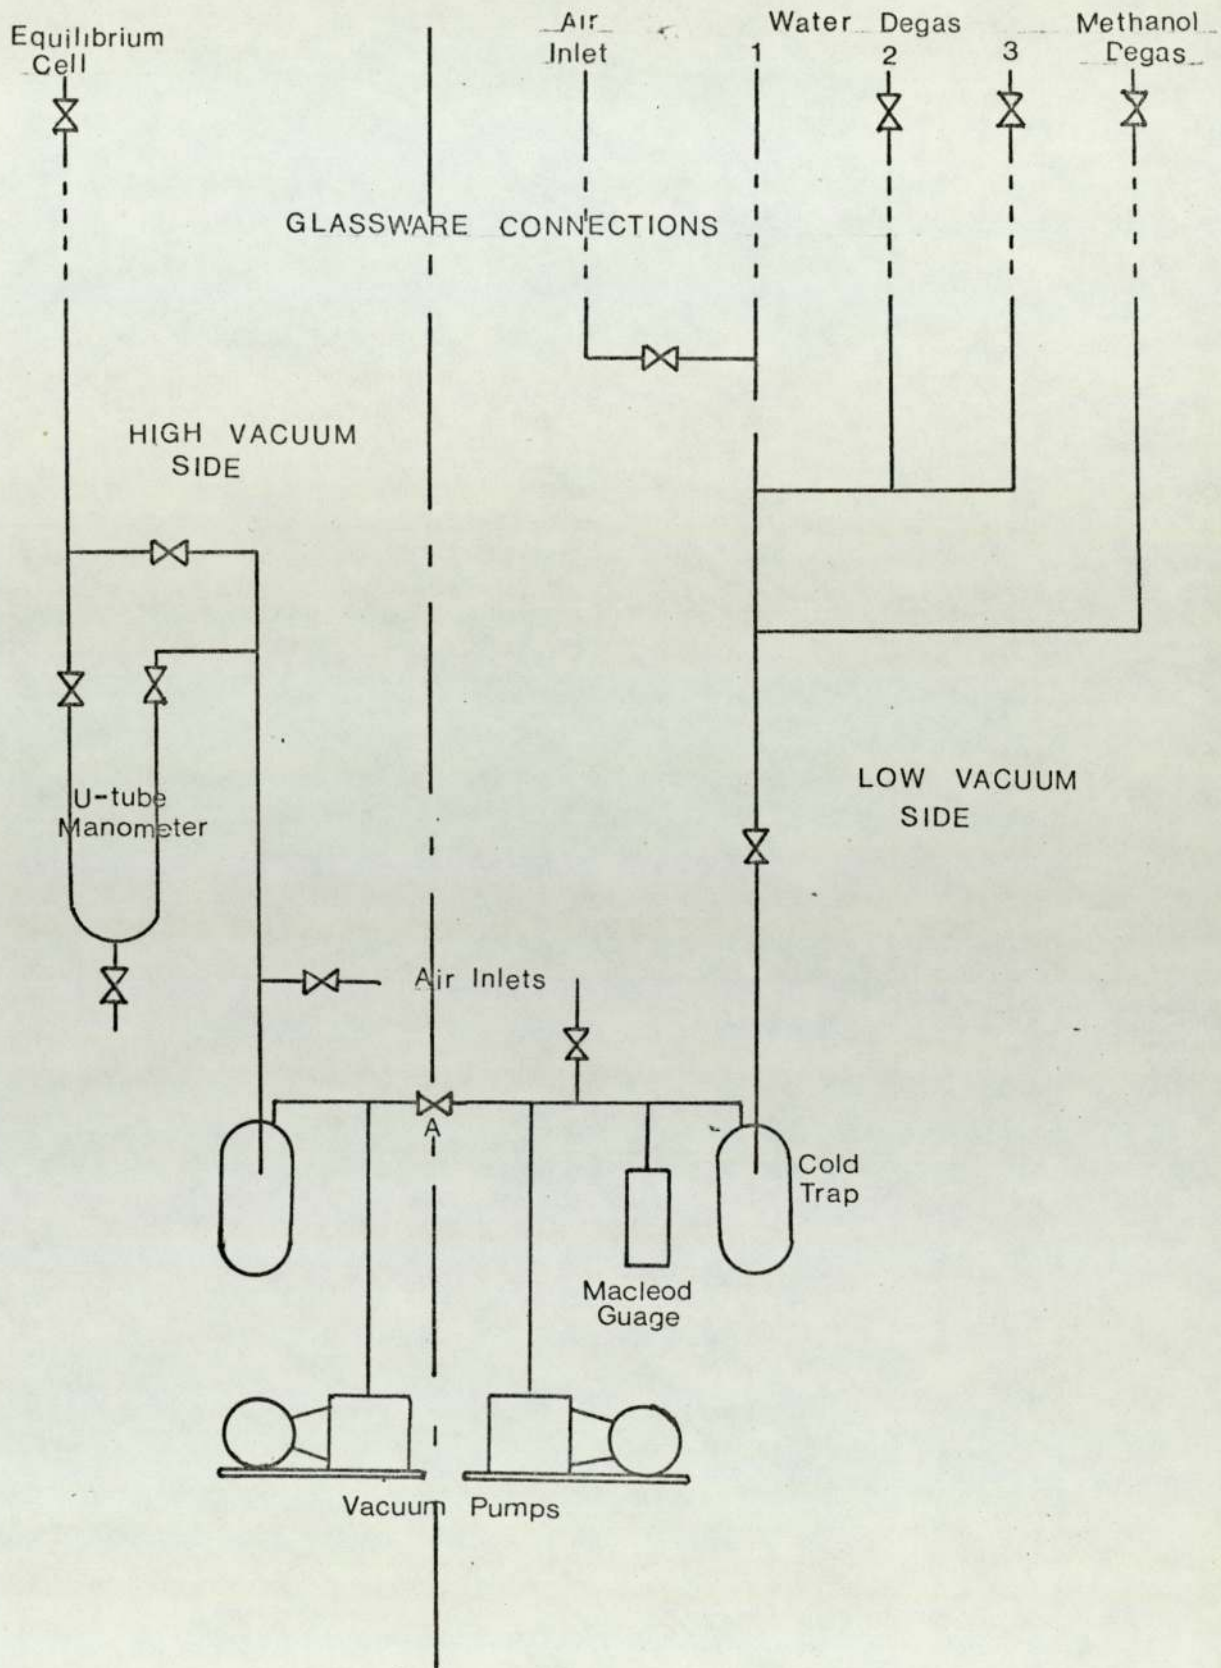 Equilibrium
Cell
Air
Inlet
Water Degas
1 2 3
Methanol
Degas
GLASSWARE CONNECTIONS
HIGH VACUUM
SIDE
U-tube
Manometer
LOW VACUUM
SIDE
Air Inlets
A
Cold
Trap
Macleod
Guage
Vacuum Pumps